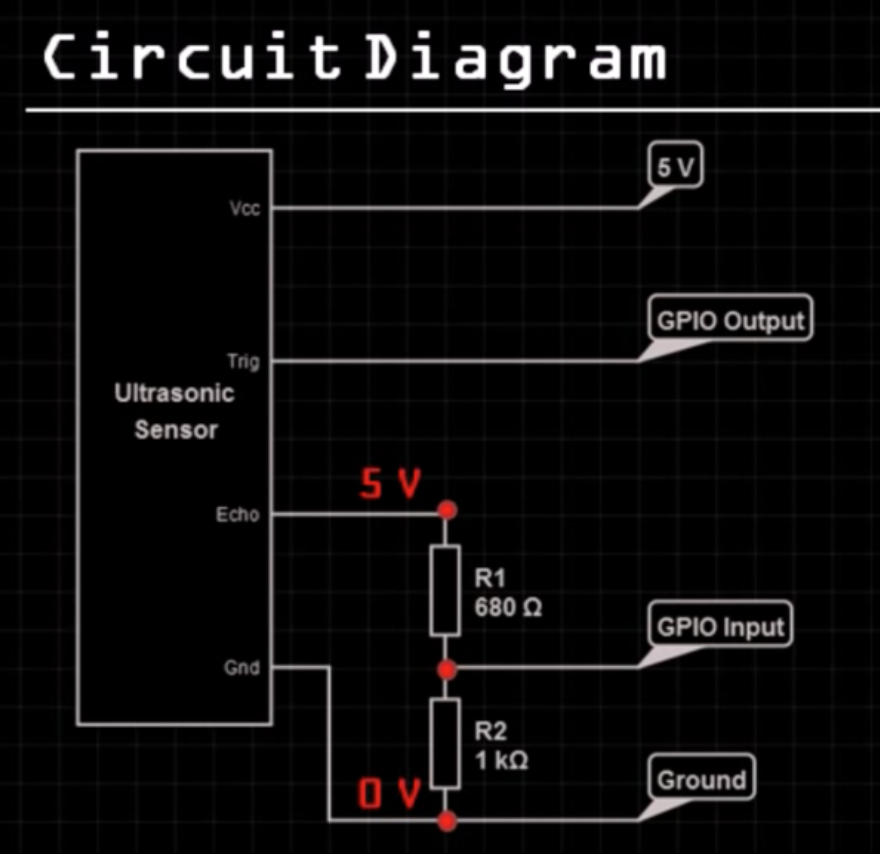 Circuit Diagram
5 V
Vcc
GPIO Output
Trig
Ultrasonic
Sensor
5 V
Echo
R1
680 Ω
GPIO Input
Gnd
R2
1 kΩ
Ground
0 V